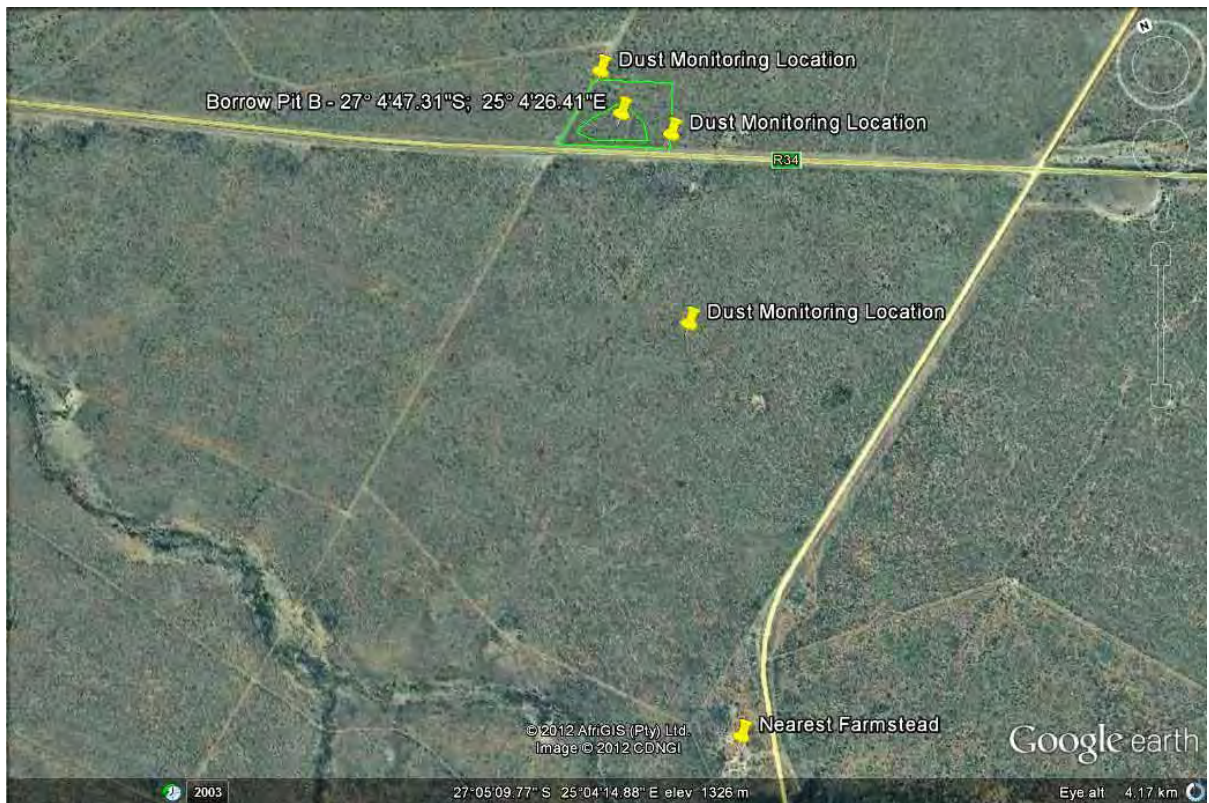 N
Dust Monitoring Location
Borrow Pit B - 27° 4'47.31"S;  25° 4'26.41"E
Dust Monitoring Location
R34
Dust Monitoring Location
Nearest Farmstead
© 2012 AfriGIS (Pty) Ltd.
Image © 2012 CDNGI
Google earth
2003
27°05'09.77" S  25°04'14.88" E elev  1326 m
Eye alt  4.17 km